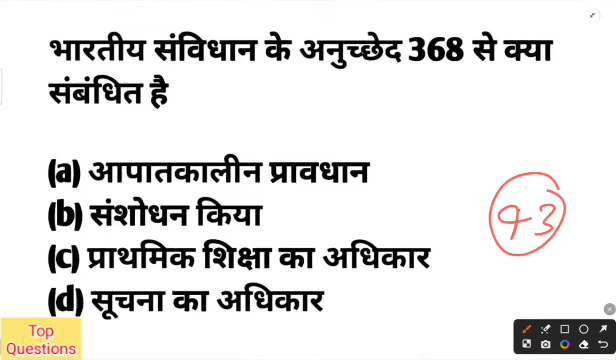 भारतीय संविधान के अनुच्छेद 368 से क्या
संबंधित है
(a) आपातकालीन प्रावधान
(b) संशोधन किया
(c) प्राथमिक शिक्षा का अधिकार
(d) सूचना का अधिकार
93
Top
Questions